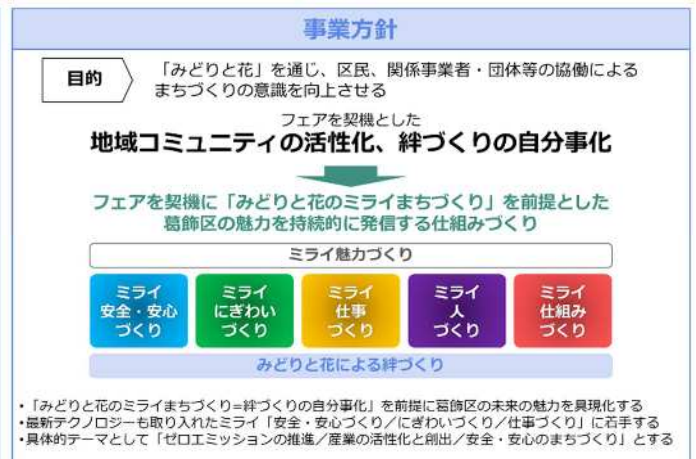 事業方針
目的
「みどりと花」を通じ、区民、関係事業者・団体等の協働による
まちづくりの意識を向上させる
フェアを契機とした
地域コミュニティの活性化、絆づくりの自分事化
フェアを契機に「みどりと花のミライまちづくり」を前提とした
葛飾区の魅力を持続的に発信する仕組みづくり
ミライ魅力づくり
ミライ
安全・安心
づくり
ミライ
にぎわい
づくり
ミライ
仕事
づくり
ミライ
人
づくり
ミライ
仕組み
づくり
みどりと花による絆づくり
・「みどりと花のミライまちづくり=絆づくりの自分事化」を前提に葛飾区の未来の魅力を具現化する
・最新テクノロジーも取り入れたミライ「安全・安心づくり／にぎわいづくり／仕事づくり」に着手する
・具体的テーマとして「ゼロエミッションの推進／産業の活性化と創出／安全・安心のまちづくり」とする